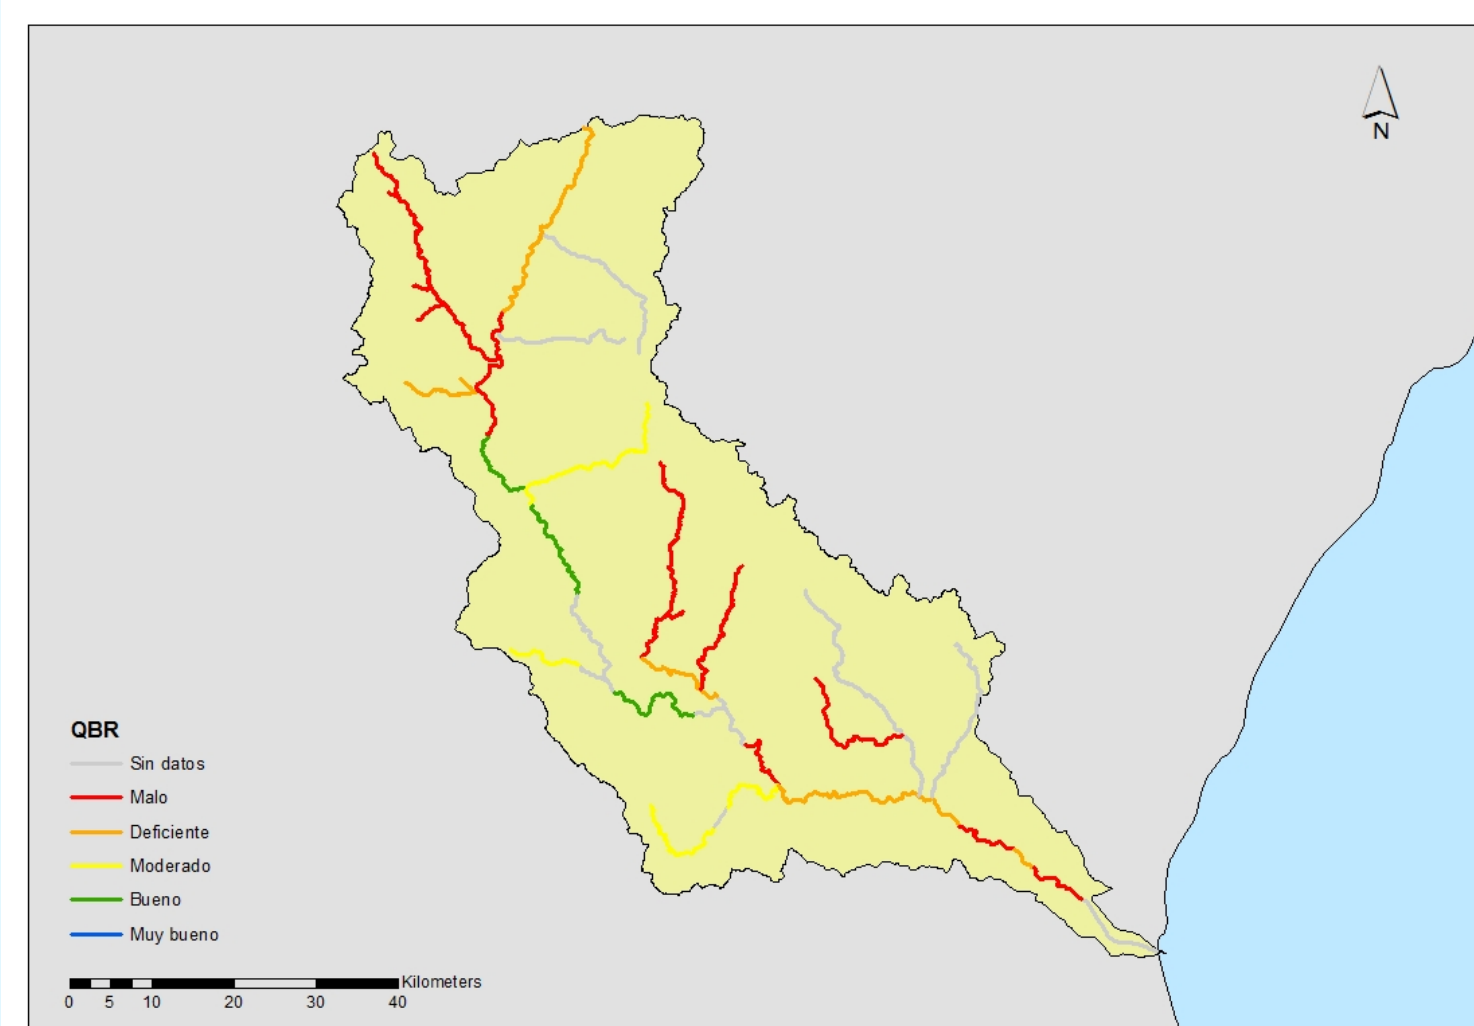 N
QBR
Sin datos
Malo
Deficiente
Moderado
Bueno
Muy bueno
Kilometers
0 5 10 20 30 40